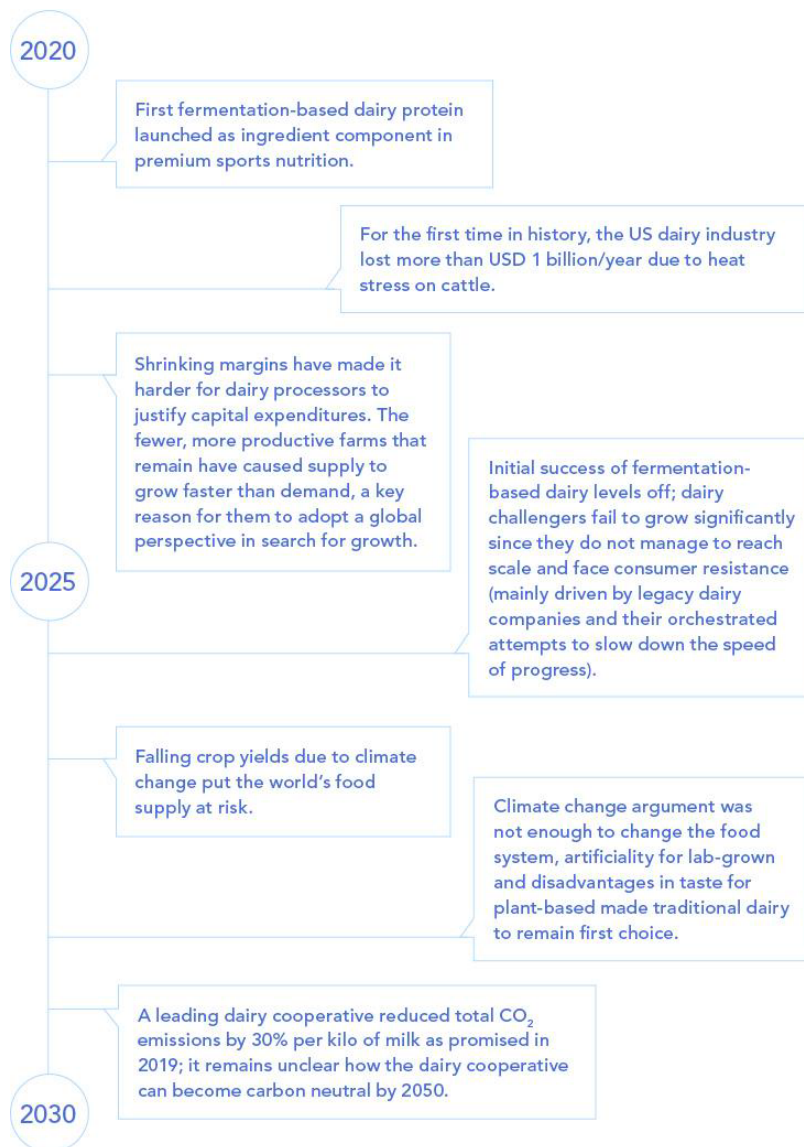 2020
First fermentation-based dairy protein
launched as ingredient component in
premium sports nutrition.
For the first time in history, the US dairy industry
lost more than USD 1 billion/year due to heat
stress on cattle.
Shrinking margins have made it
harder for dairy processors to
justify capital expenditures. The
fewer, more productive farms that
remain have caused supply to
grow faster than demand, a key
reason for them to adopt a global
perspective in search for growth.
Initial success of fermentation-
based dairy levels off; dairy
challengers fail to grow significantly
since they do not manage to reach
scale and face consumer resistance
(mainly driven by legacy dairy
companies and their orchestrated
attempts to slow down the speed
of progress).
2025
Falling crop yields due to climate
change put the world’s food
supply at risk.
Climate change argument was
not enough to change the food
system, artificiality for lab-grown
and disadvantages in taste for
plant-based made traditional dairy
to remain first choice.
A leading dairy cooperative reduced total CO₂
emissions by 30% per kilo of milk as promised in
2019; it remains unclear how the dairy cooperative
can become carbon neutral by 2050.
2030